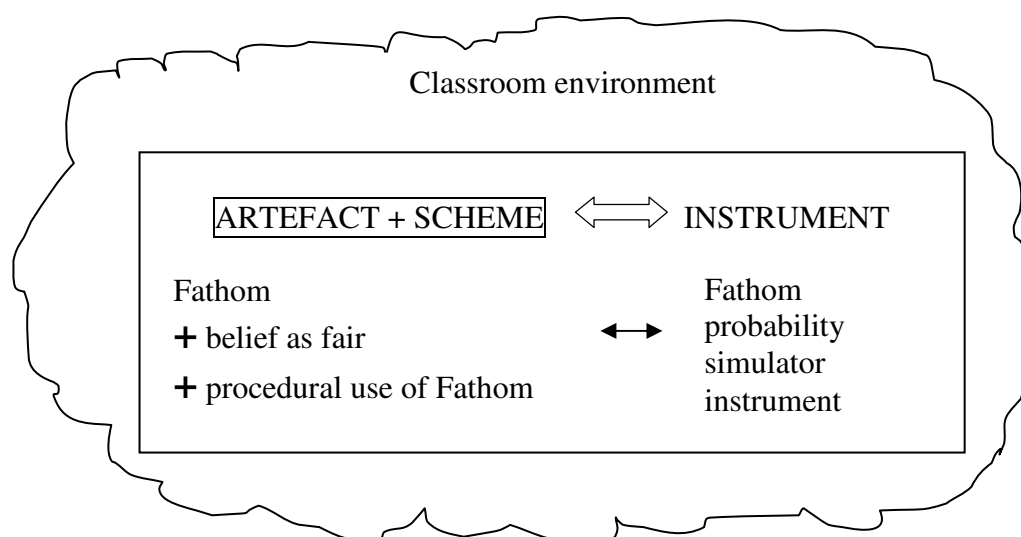 Classroom environment
ARTEFACT + SCHEME
INSTRUMENT
Fathom
+ belief as fair
+ procedural use of Fathom
Fathom
probability
simulator
instrument